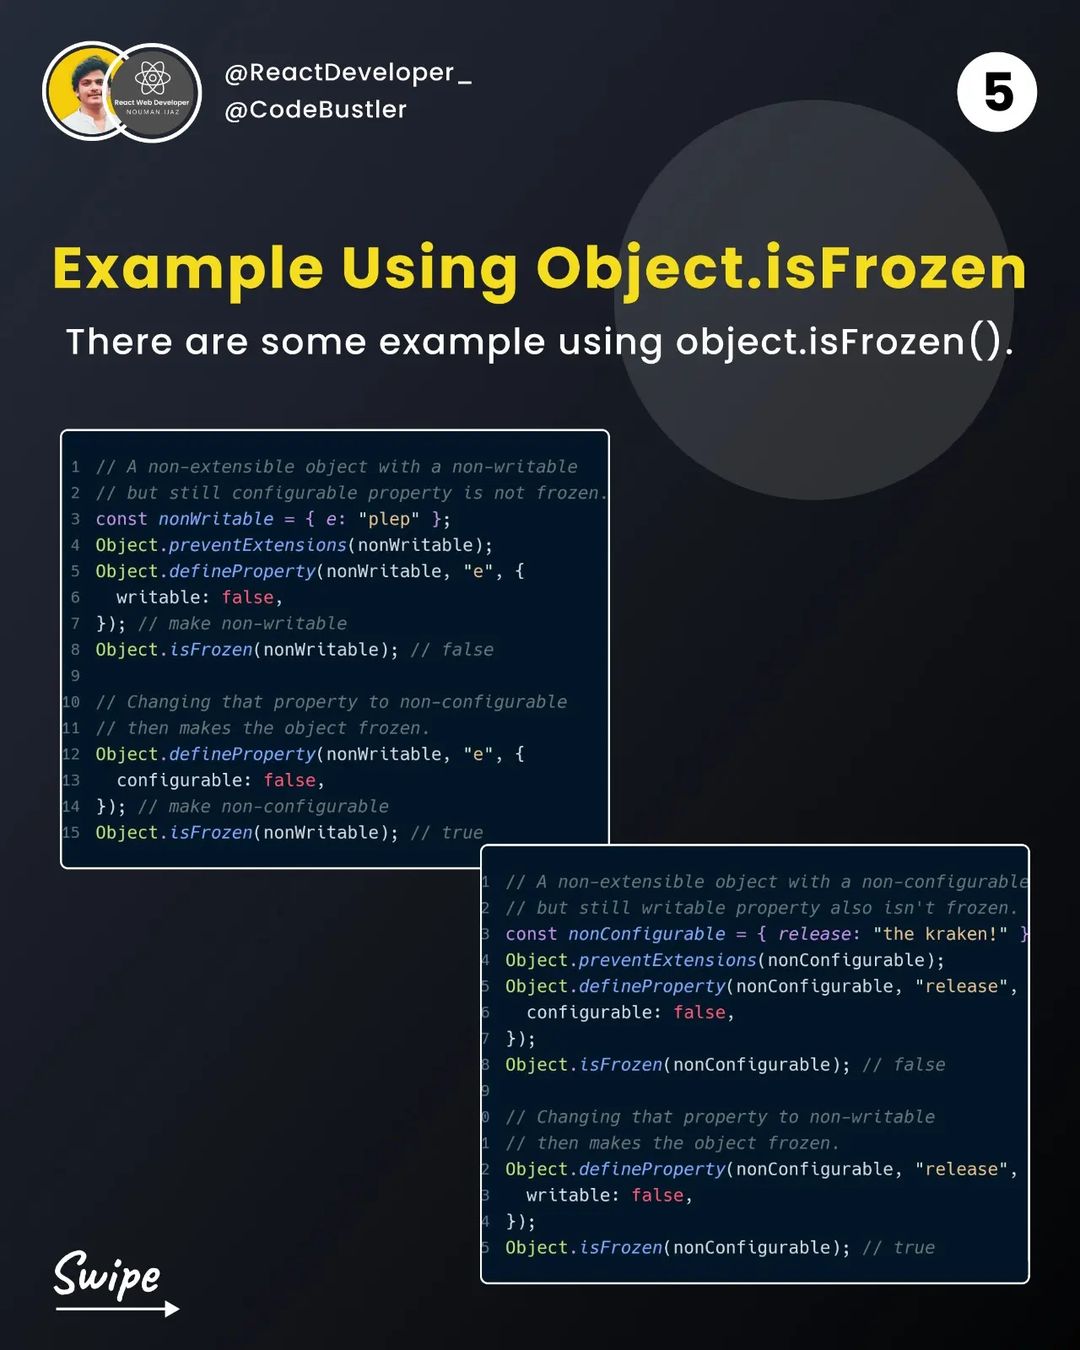 React Web Developer
NOUMAN IJAZ
@ReactDeveloper_
@CodeBustler
5
Example Using Object.isFrozen
There are some example using object.isFrozen().
1 // A non-extensible object with a non-writable
2 // but still configurable property is not frozen.
3 const nonWritable = { e: "plep" };
4 Object.preventExtensions(nonWritable);
5 Object.defineProperty(nonWritable, "e", {
6 writable: false,
7 }); // make non-writable
8 Object.isFrozen(nonWritable); // false
9
10 // Changing that property to non-configurable
11 // then makes the object frozen.
12 Object.defineProperty(nonWritable, "e", {
13 configurable: false,
14 }); // make non-configurable
15 Object.isFrozen(nonWritable); // true
1 // A non-extensible object with a non-configurable
2 // but still writable property also isn't frozen.
3 const nonConfigurable = { release: "the kraken!" }
4 Object.preventExtensions(nonConfigurable);
5 Object.defineProperty(nonConfigurable, "release",
6 configurable: false,
7 });
8 Object.isFrozen(nonConfigurable); // false
9
0 // Changing that property to non-writable
1 // then makes the object frozen.
2 Object.defineProperty(nonConfigurable, "release",
3 writable: false,
4 });
5 Object.isFrozen(nonConfigurable); // true
Swipe